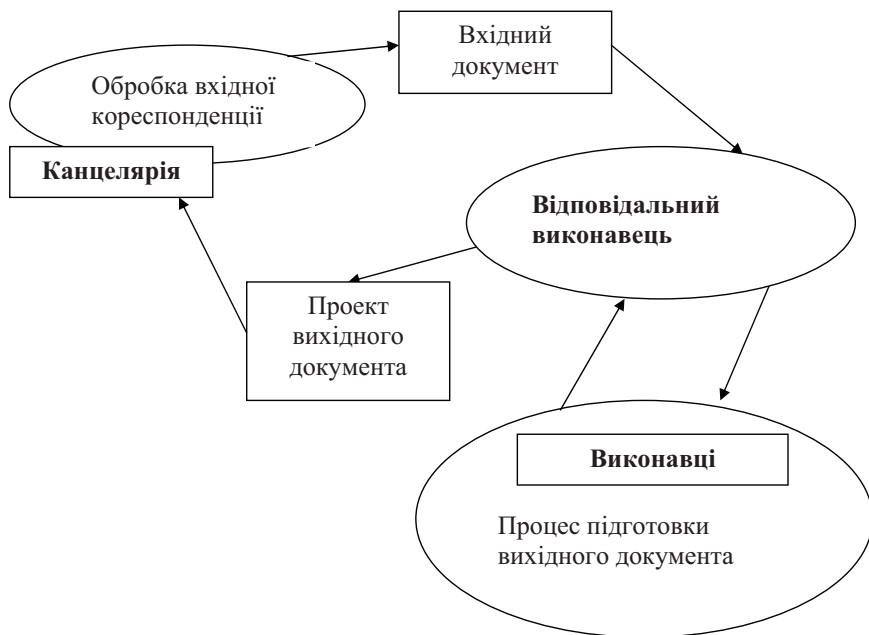 Вхідний
документ
Обробка вхідної
кореспонденції
Канцелярія
Відповідальний
виконавець
Проект
вихідного
документа
Виконавці
Процес підготовки
вихідного документа